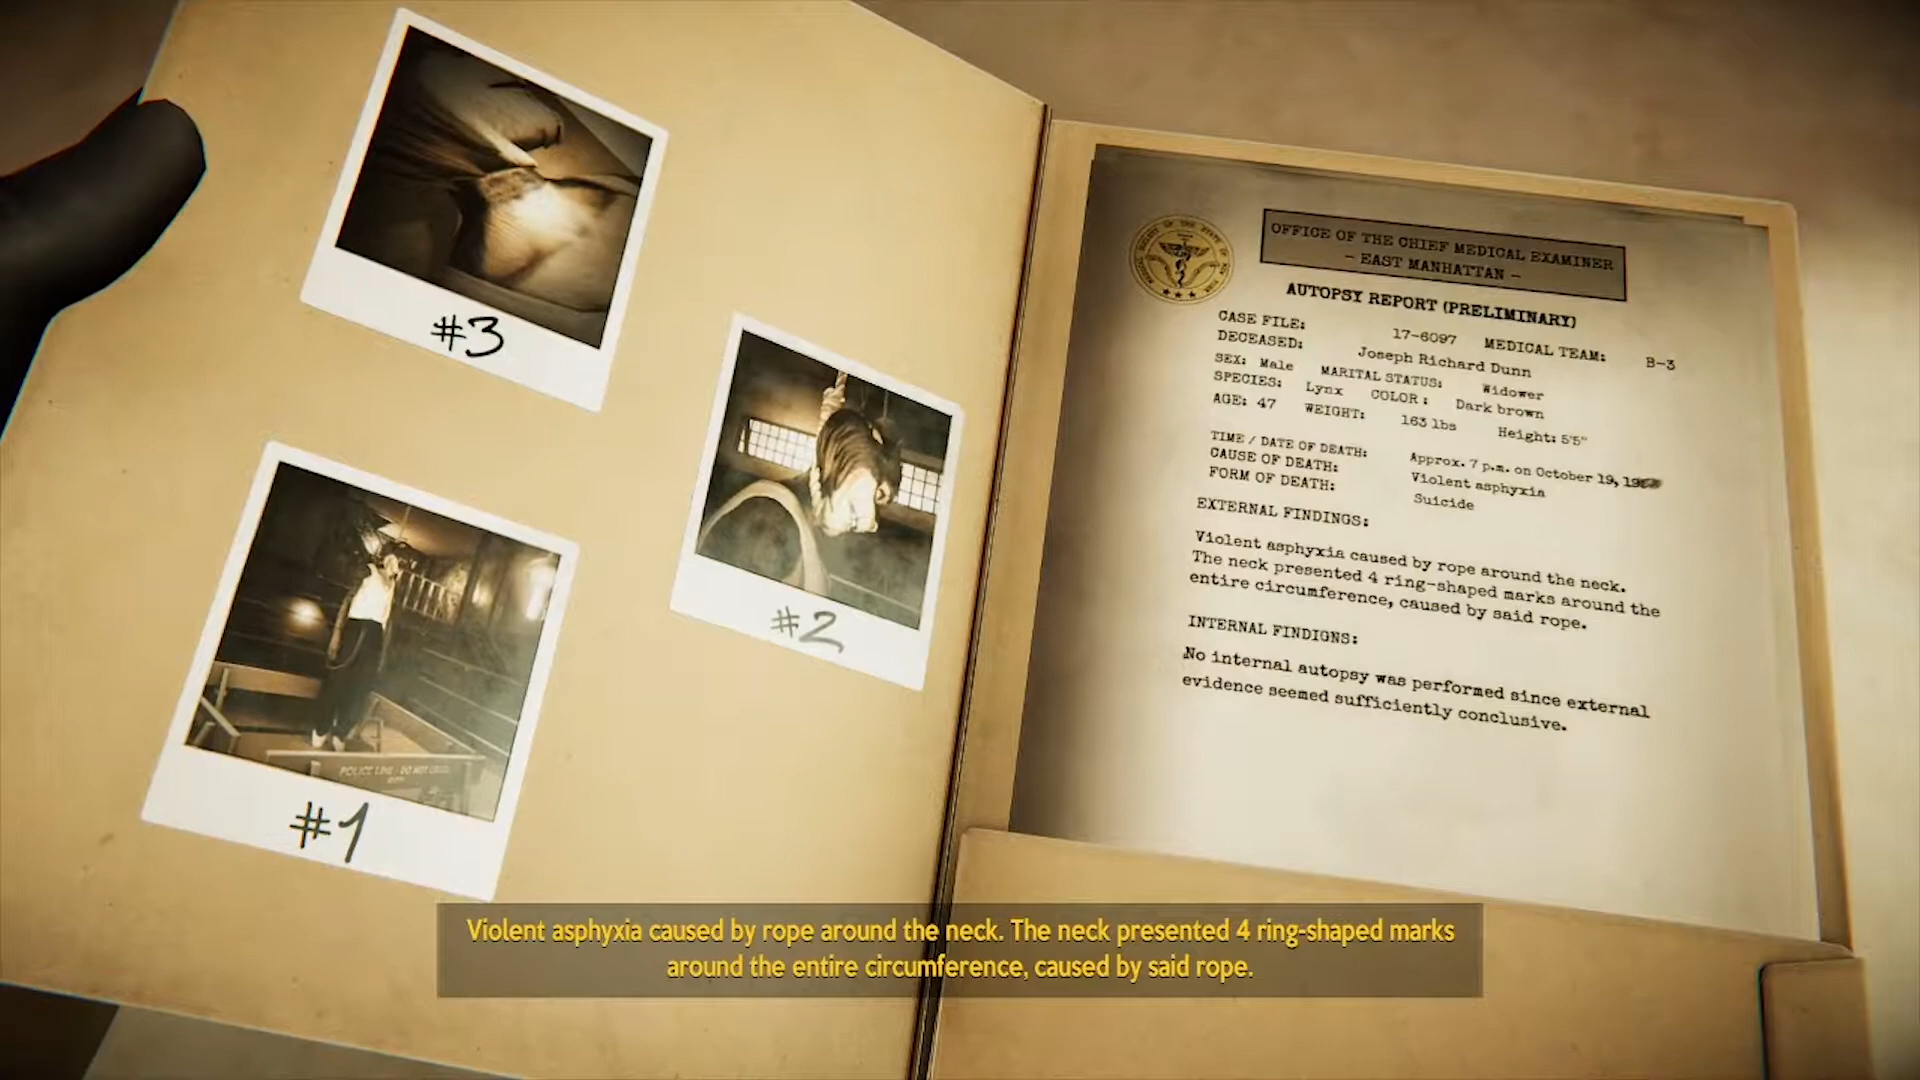 #3
#2
#1
POLICE LINE - DO NOT CROSS
OFFICE OF THE CHIEF MEDICAL EXAMINER
- EAST MANHATTAN -
AUTOPSY REPORT (PRELIMINARY)
CASE FILE: 17-6097 MEDICAL TEAM: B-3
DECEASED: Joseph Richard Dunn
SEX: Male MARITAL STATUS: Widower
SPECIES: Lynx COLOR: Dark brown
AGE: 47 WEIGHT: 163 lbs Height: 5'5"
TIME / DATE OF DEATH: Approx. 7 p.m. on October 19,
CAUSE OF DEATH: Violent asphyxia
FORM OF DEATH: Suicide
EXTERNAL FINDINGS:
Violent asphyxia caused by rope around the neck.
The neck presented 4 ring-shaped marks around the
entire circumference, caused by said rope.
INTERNAL FINDIGNS:
No internal autopsy was performed since external
evidence seemed sufficiently conclusive.
Violent asphyxia caused by rope around the neck. The neck presented 4 ring-shaped marks
around the entire circumference, caused by said rope.